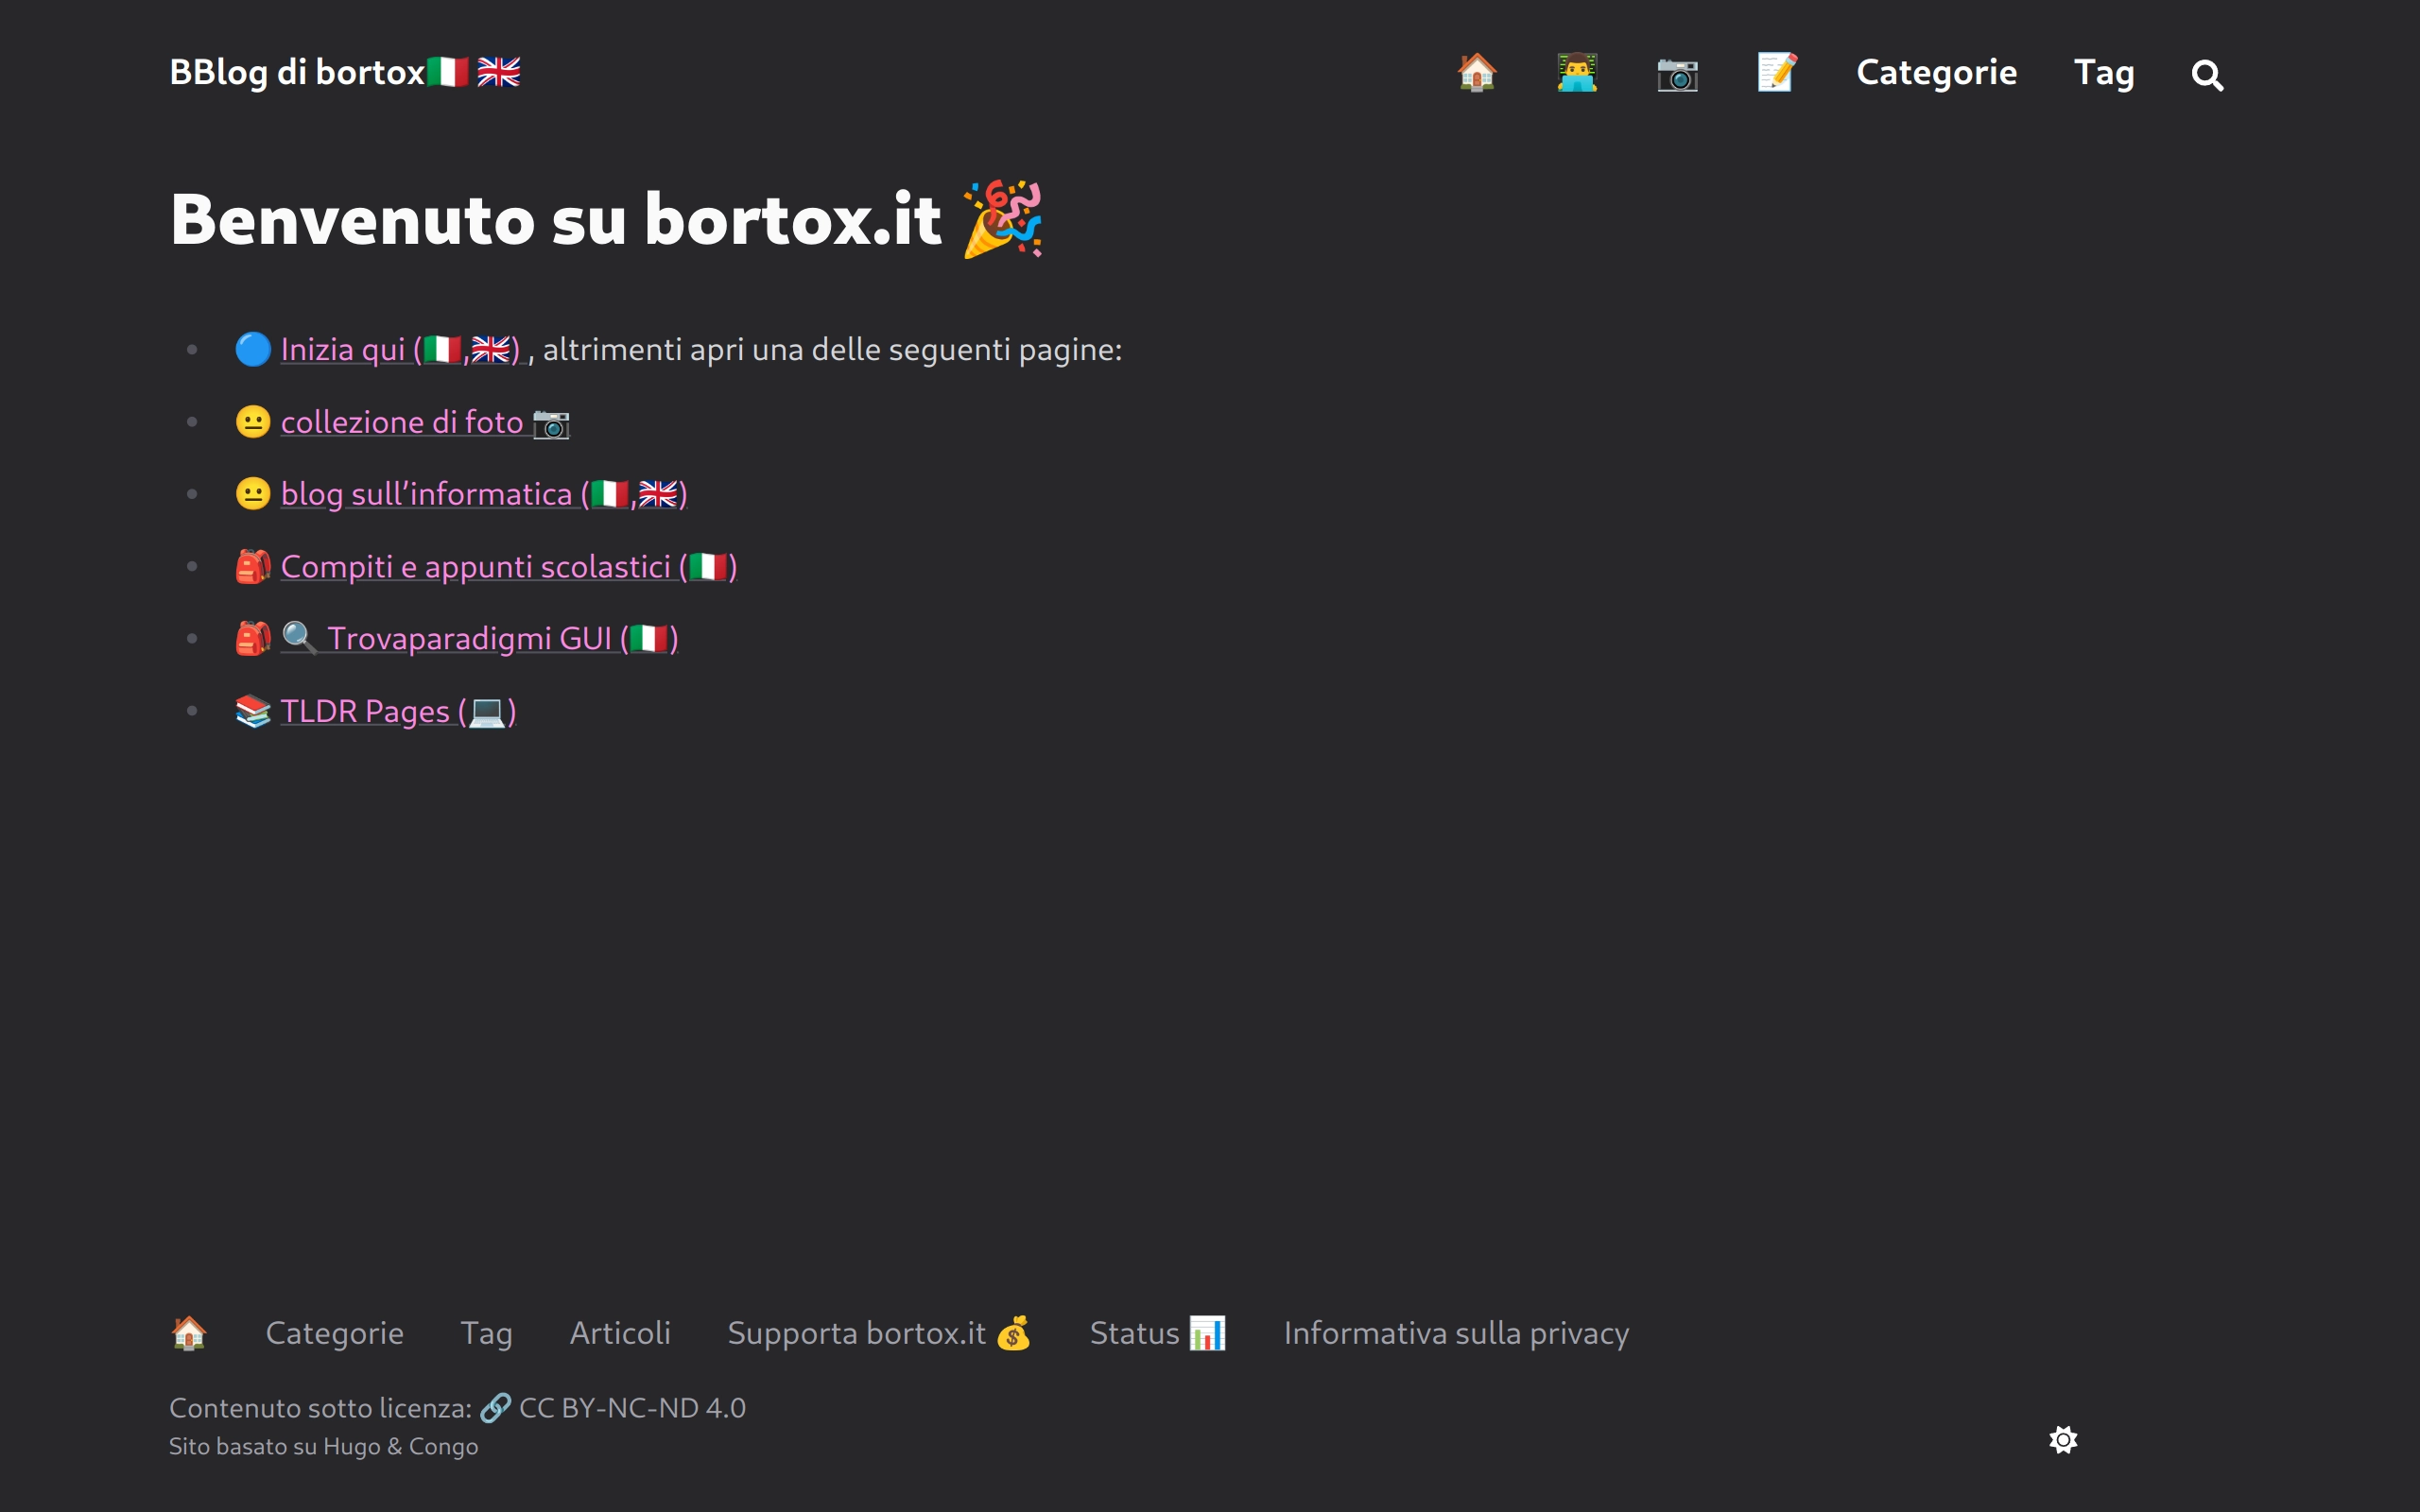 BBlog di bortox🇮🇹 🇬🇧
🏠 👨‍💻 📷 📝 Categorie Tag
Benvenuto su bortox.it 🎉
🔵 Inizia qui (🇮🇹,🇬🇧) , altrimenti apri una delle seguenti pagine:
😐 collezione di foto 📷
😐 blog sull’informatica (🇮🇹,🇬🇧)
🎒 Compiti e appunti scolastici (🇮🇹)
🎒 🔍 Trovaparadigmi GUI (🇮🇹)
📚 TLDR Pages (💻)
🏠 Categorie Tag Articoli Supporta bortox.it 💰 Status 📊 Informativa sulla privacy
Contenuto sotto licenza: 🔗 CC BY-NC-ND 4.0
Sito basato su Hugo & Congo